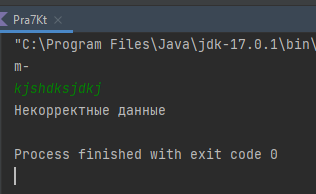 Pra7Kt ×
"C:\Program Files\Java\jdk-17.0.1\bin\
m-
kjshdksjdkj
Некорректные данные
Process finished with exit code 0